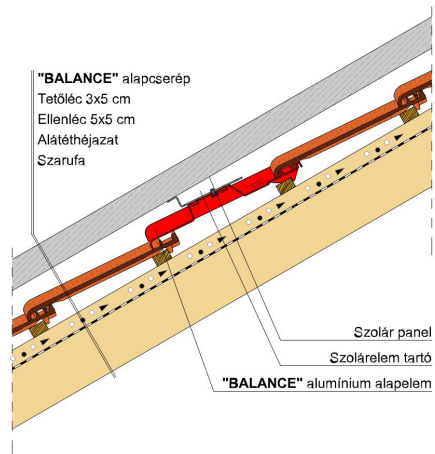 "BALANCE" alapcserép
Tetőléc 3x5 cm
Ellenléc 5x5 cm
Alátéthéjazat
Szarufa
Szolár panel
Szolárelem tartó
"BALANCE" alumínium alapelem